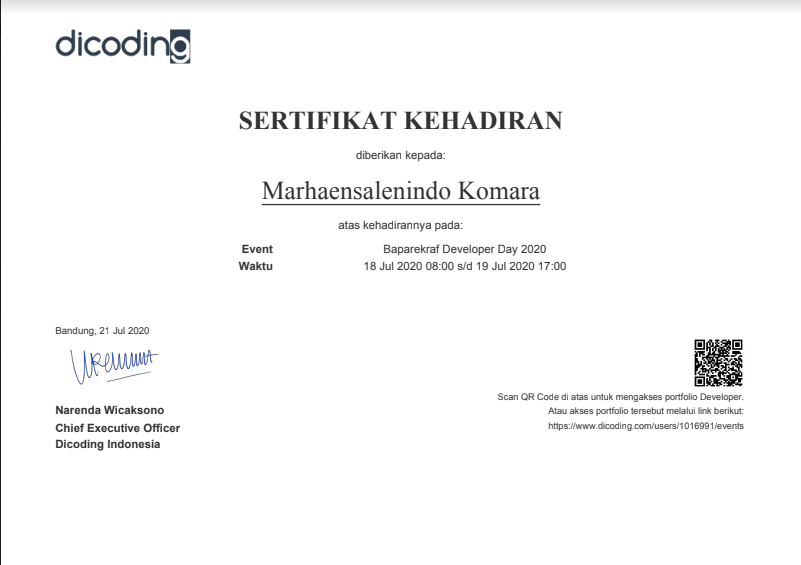 dicoding
SERTIFIKAT KEHADIRAN
diberikan kepada:
Marhaensalenindo Komara
atas kehadirannya pada:
Event Baparekraf Developer Day 2020
Waktu 18 Jul 2020 08:00 s/d 19 Jul 2020 17:00
Bandung, 21 Jul 2020
Narenda Wicaksono
Chief Executive Officer
Dicoding Indonesia
Scan QR Code di atas untuk mengakses portfolio Developer.
Atau akses portfolio tersebut melalui link berikut:
https://www.dicoding.com/users/1016991/events